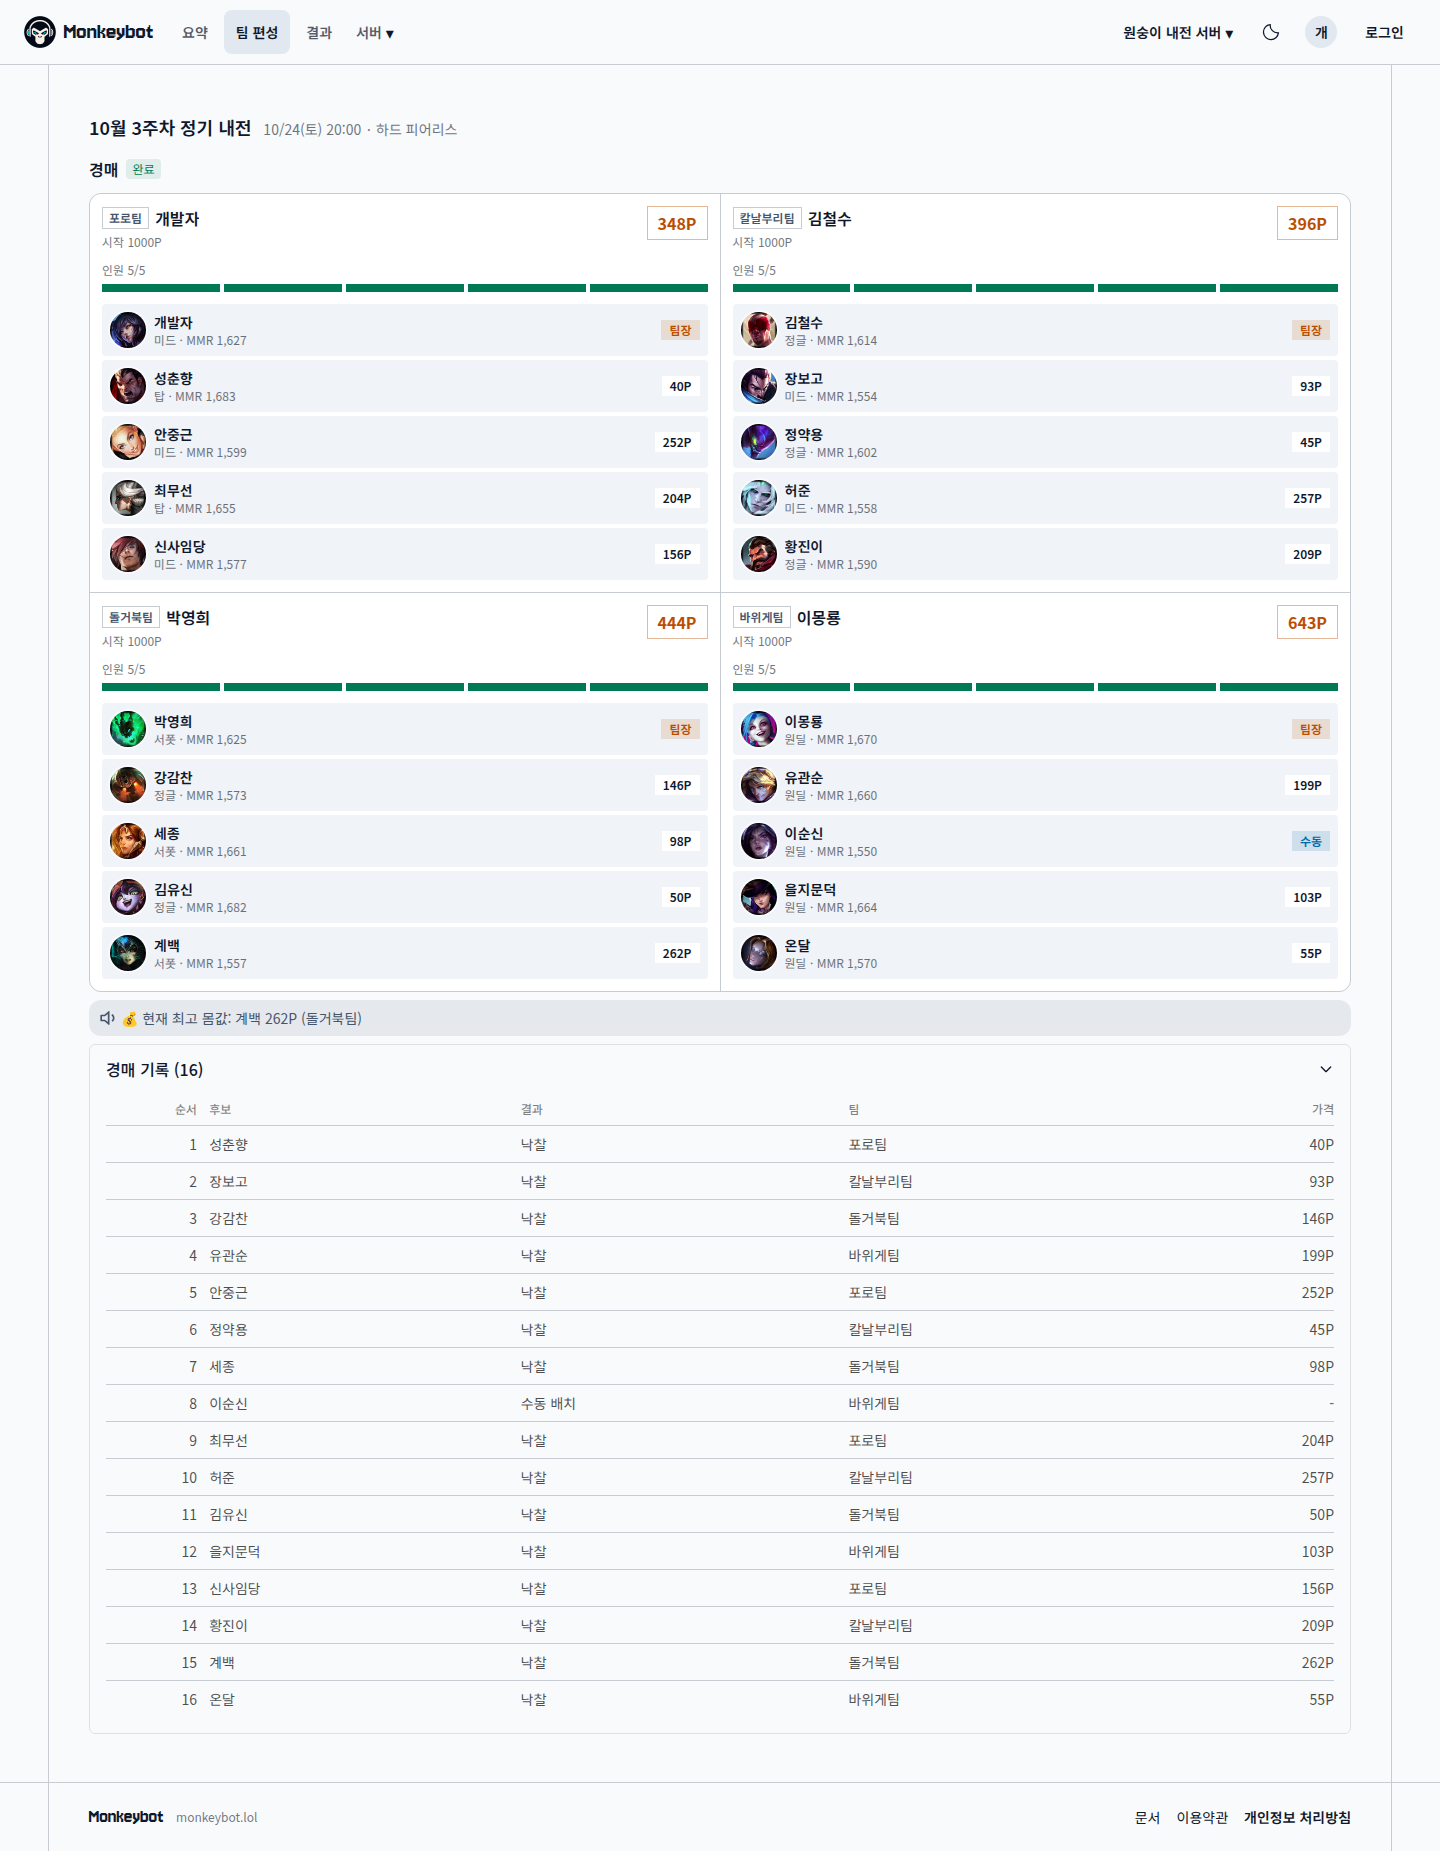 Monkeybot 요약 팀 편성 결과 서버 ▾ 원숭이 내전 서버 ▾ 개 로그인
10월 3주차 정기 내전 10/24(토) 20:00 · 하드 피어리스
경매 완료
포로팀 개발자 348P
시작 1000P
인원 5/5
개발자
미드 · MMR 1,627
팀장
성춘향
탑 · MMR 1,683
40P
안중근
미드 · MMR 1,599
252P
최무선
탑 · MMR 1,655
204P
신사임당
미드 · MMR 1,577
156P
칼날부리팀 김철수 396P
시작 1000P
인원 5/5
김철수
정글 · MMR 1,614
팀장
장보고
미드 · MMR 1,554
93P
정약용
정글 · MMR 1,602
45P
허준
미드 · MMR 1,558
257P
황진이
정글 · MMR 1,590
209P
돌거북팀 박영희 444P
시작 1000P
인원 5/5
박영희
서폿 · MMR 1,625
팀장
강감찬
정글 · MMR 1,573
146P
세종
서폿 · MMR 1,661
98P
김유신
정글 · MMR 1,682
50P
계백
서폿 · MMR 1,557
262P
바위게팀 이몽룡 643P
시작 1000P
인원 5/5
이몽룡
원딜 · MMR 1,670
팀장
유관순
원딜 · MMR 1,660
199P
이순신
원딜 · MMR 1,550
수동
을지문덕
원딜 · MMR 1,664
103P
온달
원딜 · MMR 1,570
55P
💰 현재 최고 몸값: 계백 262P (돌거북팀)
경매 기록 (16)
순서 후보 결과 팀 가격
1 성춘향 낙찰 포로팀 40P
2 장보고 낙찰 칼날부리팀 93P
3 강감찬 낙찰 돌거북팀 146P
4 유관순 낙찰 바위게팀 199P
5 안중근 낙찰 포로팀 252P
6 정약용 낙찰 칼날부리팀 45P
7 세종 낙찰 돌거북팀 98P
8 이순신 수동 배치 바위게팀 -
9 최무선 낙찰 포로팀 204P
10 허준 낙찰 칼날부리팀 257P
11 김유신 낙찰 돌거북팀 50P
12 을지문덕 낙찰 바위게팀 103P
13 신사임당 낙찰 포로팀 156P
14 황진이 낙찰 칼날부리팀 209P
15 계백 낙찰 돌거북팀 262P
16 온달 낙찰 바위게팀 55P
Monkeybot monkeybot.lol 문서 이용약관 개인정보 처리방침